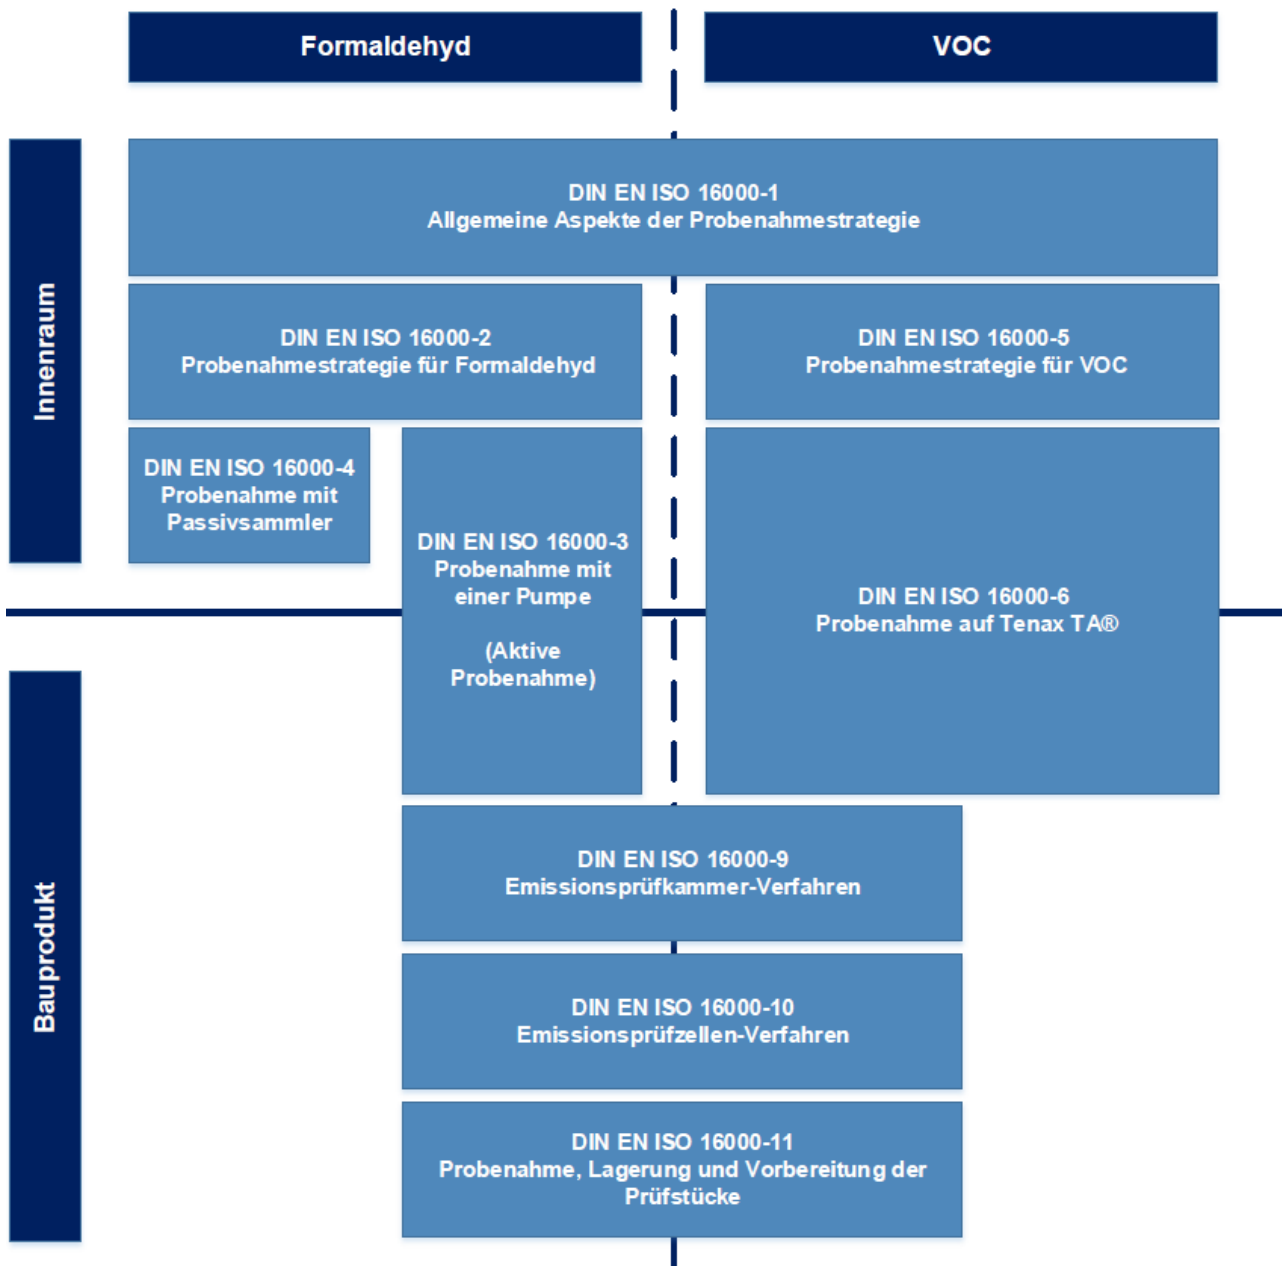 Formaldehyd
VOC
Innenraum
DIN EN ISO 16000-1
Allgemeine Aspekte der Probenahmestrategie
DIN EN ISO 16000-2
Probenahmestrategie für Formaldehyd
DIN EN ISO 16000-5
Probenahmestrategie für VOC
DIN EN ISO 16000-4
Probenahme mit
Passivsammler
DIN EN ISO 16000-3
Probenahme mit
einer Pumpe
(Aktive
Probenahme)
DIN EN ISO 16000-6
Probenahme auf Tenax TA®
Bauprodukt
DIN EN ISO 16000-9
Emissionsprüfkammer-Verfahren
DIN EN ISO 16000-10
Emissionsprüfzellen-Verfahren
DIN EN ISO 16000-11
Probenahme, Lagerung und Vorbereitung der
Prüfstücke